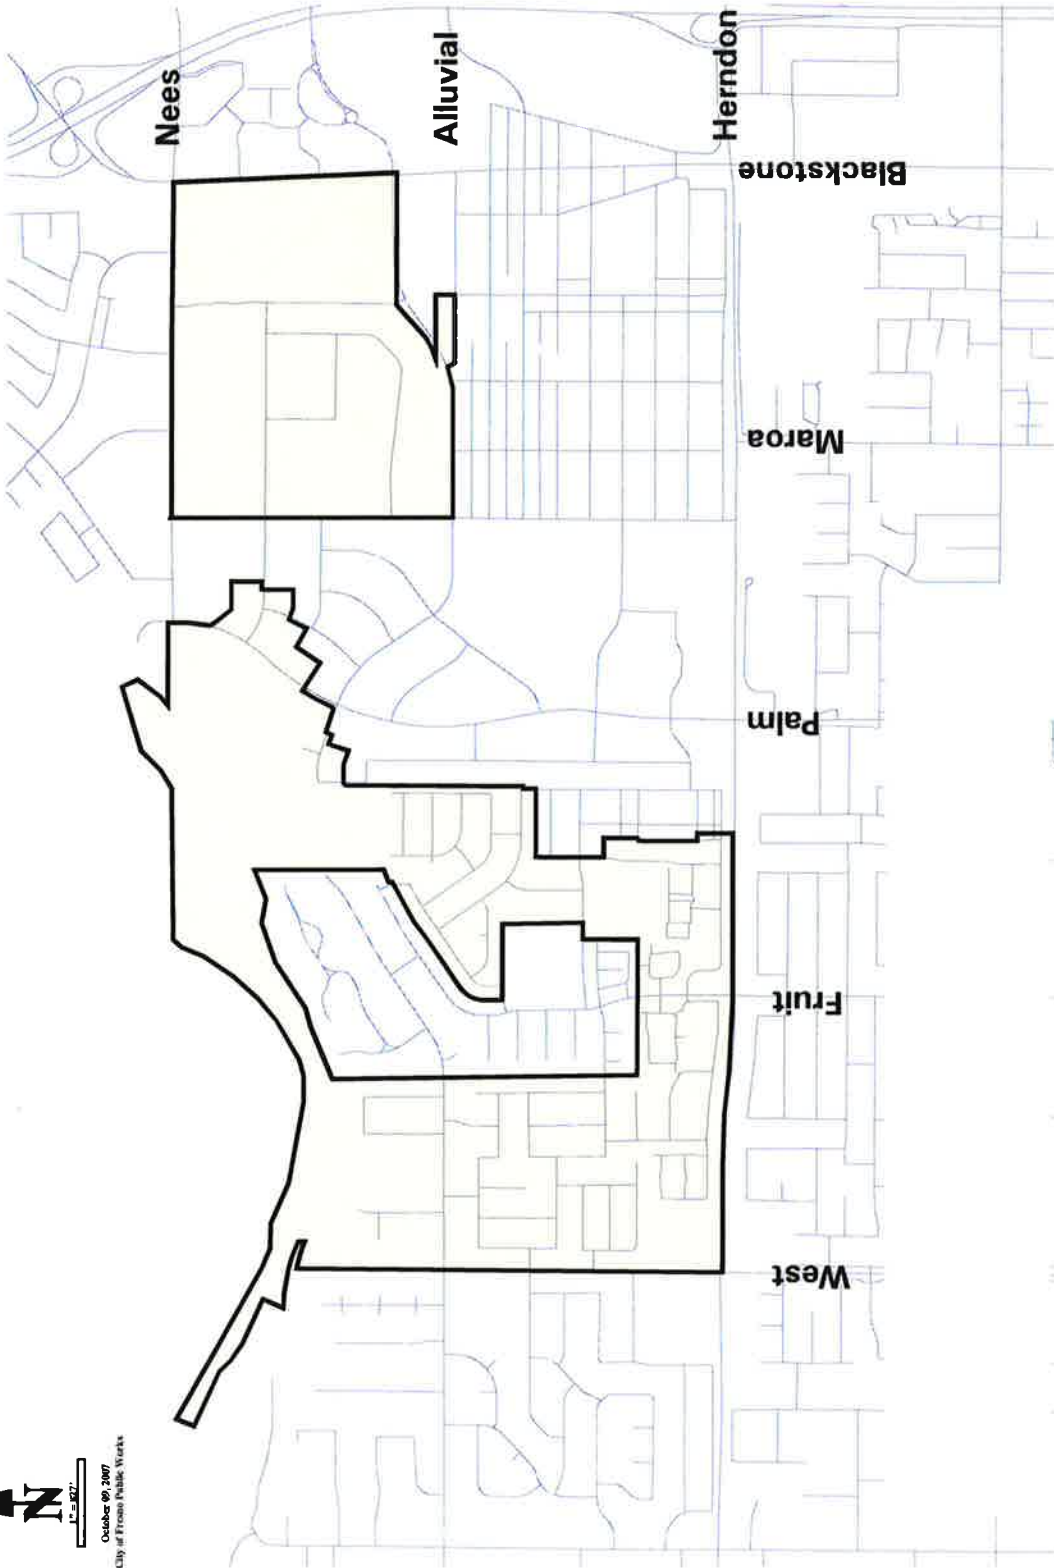 Nees
Alluvial
Herndon
Blackstone
Maroa
Palm
Fruit
West
N
October 09, 2007
City of Fresno Public Works